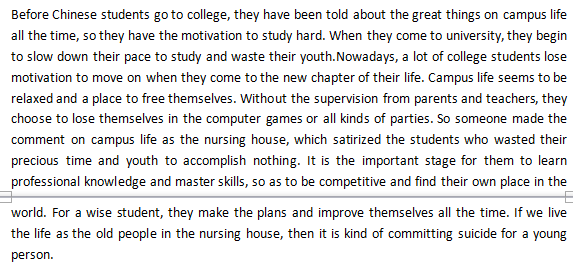 Before Chinese students go to college, they have been told about the great things on campus life
all the time, so they have the motivation to study hard. When they come to university, they begin
to slow down their pace to study and waste their youth.Nowadays, a lot of college students lose
motivation to move on when they come to the new chapter of their life. Campus life seems to be
relaxed and a place to free themselves. Without the supervision from parents and teachers, they
choose to lose themselves in the computer games or all kinds of parties. So someone made the
comment on campus life as the nursing house, which satirized the students who wasted their
precious time and youth to accomplish nothing. It is the important stage for them to learn
professional knowledge and master skills, so as to be competitive and find their own place in the
world. For a wise student, they make the plans and improve themselves all the time. If we live
the life as the old people in the nursing house, then it is kind of committing suicide for a young
person.